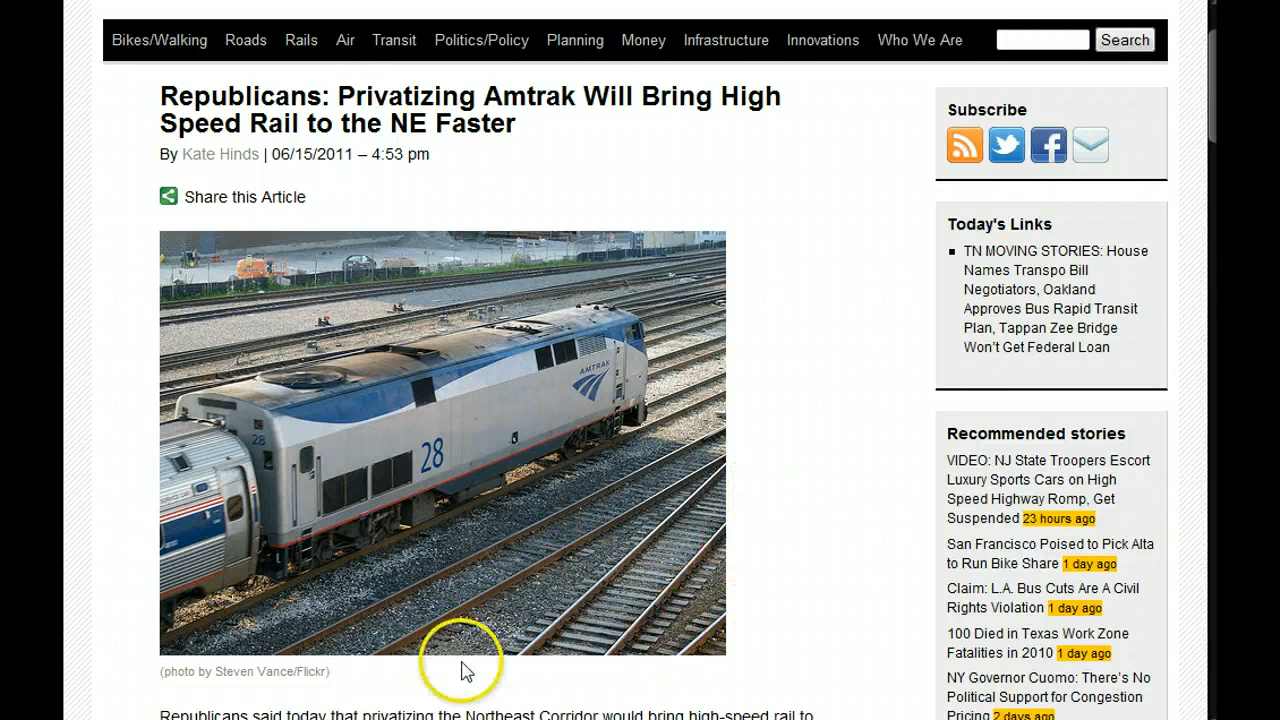 Bikes/Walking Roads Rails Air Transit Politics/Policy Planning Money Infrastructure Innovations Who We Are Search
Republicans: Privatizing Amtrak Will Bring High
Speed Rail to the NE Faster
By Kate Hinds | 06/15/2011 – 4:53 pm
Share this Article
AMTRAK
28
28
(photo by Steven Vance/Flickr)
Republicans said today that privatizing the Northeast Corridor would bring high-speed rail to
Subscribe
Today's Links
TN MOVING STORIES: House
Names Transpo Bill
Negotiators, Oakland
Approves Bus Rapid Transit
Plan, Tappan Zee Bridge
Won't Get Federal Loan
Recommended stories
VIDEO: NJ State Troopers Escort
Luxury Sports Cars on High
Speed Highway Romp, Get
Suspended 23 hours ago
San Francisco Poised to Pick Alta
to Run Bike Share 1 day ago
Claim: L.A. Bus Cuts Are A Civil
Rights Violation 1 day ago
100 Died in Texas Work Zone
Fatalities in 2010 1 day ago
NY Governor Cuomo: There's No
Political Support for Congestion
Pricing 2 days ago